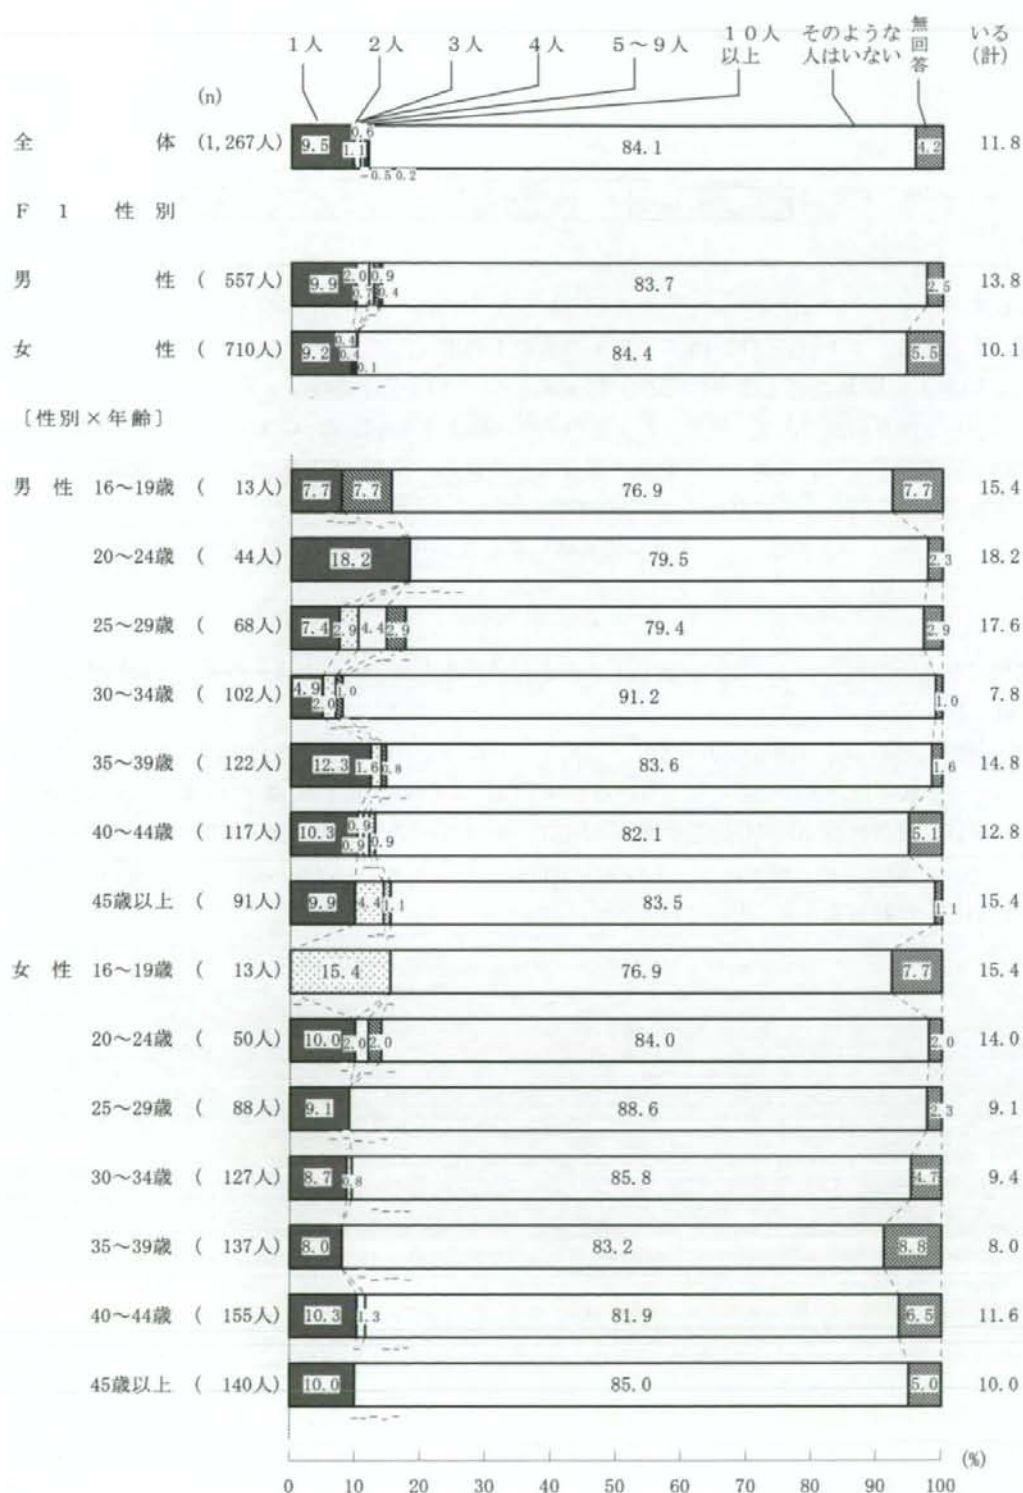 1人 2人 3人 4人 5～9人 10人以上 そのような人はいない 無回答 いる(計)
(n)
全体 (1,267人) 9.5 1.1 0.6 0.5 0.2 84.1 4.2 11.8
F1 性別
男性 (557人) 9.9 2.0 0.7 0.9 0.4 83.7 2.5 13.8
女性 (710人) 9.2 0.4 0.4 0.1 84.4 5.5 10.1
［性別×年齢］
男性 16～19歳 (13人) 7.7 7.7 76.9 7.7 15.4
20～24歳 (44人) 18.2 79.5 2.3 18.2
25～29歳 (68人) 7.4 2.9 4.4 2.9 79.4 2.9 17.6
30～34歳 (102人) 4.9 2.0 1.0 91.2 1.0 7.8
35～39歳 (122人) 12.3 1.6 0.8 83.6 1.6 14.8
40～44歳 (117人) 10.3 0.9 0.9 0.9 82.1 5.1 12.8
45歳以上 (91人) 9.9 4.4 1.1 83.5 1.1 15.4
女性 16～19歳 (13人) 15.4 76.9 7.7 15.4
20～24歳 (50人) 10.0 2.0 2.0 84.0 2.0 14.0
25～29歳 (88人) 9.1 88.6 2.3 9.1
30～34歳 (127人) 8.7 0.8 85.8 4.7 9.4
35～39歳 (137人) 8.0 83.2 8.8 8.0
40～44歳 (155人) 10.3 1.3 81.9 6.5 11.6
45歳以上 (140人) 10.0 85.0 5.0 10.0
0 10 20 30 40 50 60 70 80 90 100 (%)